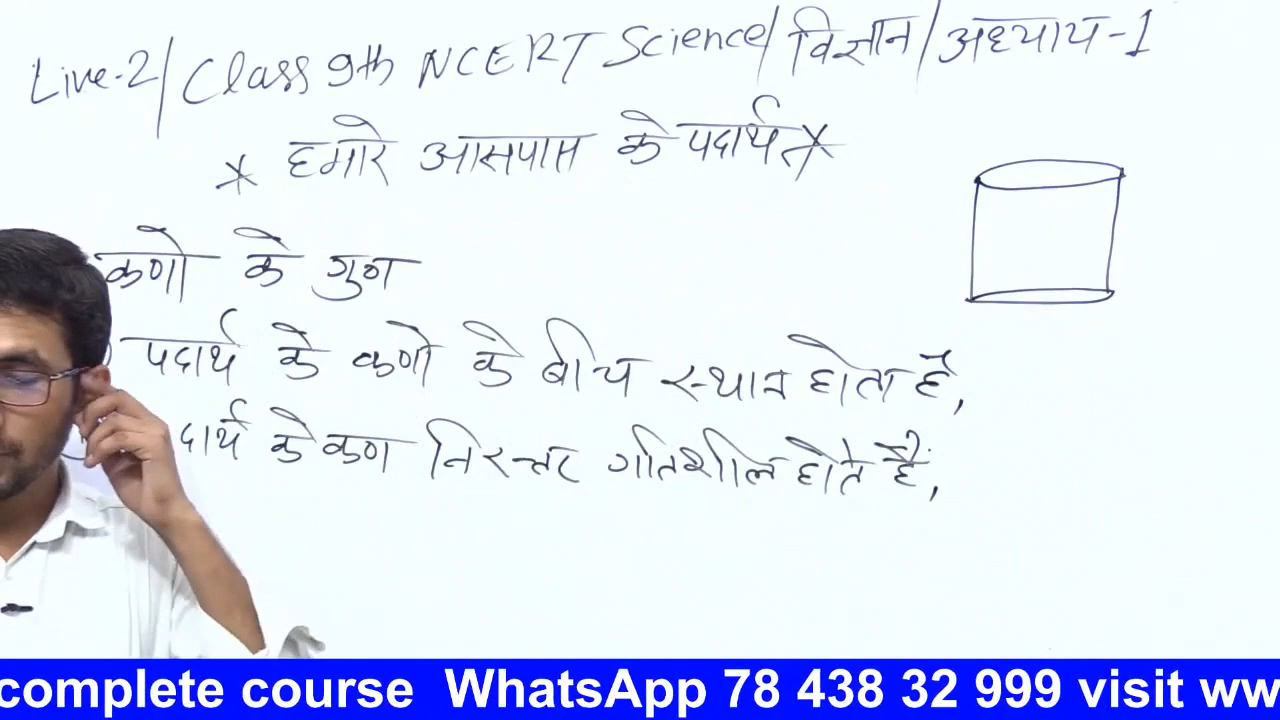 Live-2/Class 9th NCERT Science/विज्ञान/अध्याय-1
* हमारे आसपास के पदार्थ *
कणो के गुण
पदार्थ के कणो के बीच स्थान होता है,
दार्थ के कण निरन्तर गतिशील होते हैं,
complete course WhatsApp 78 438 32 999 visit ww